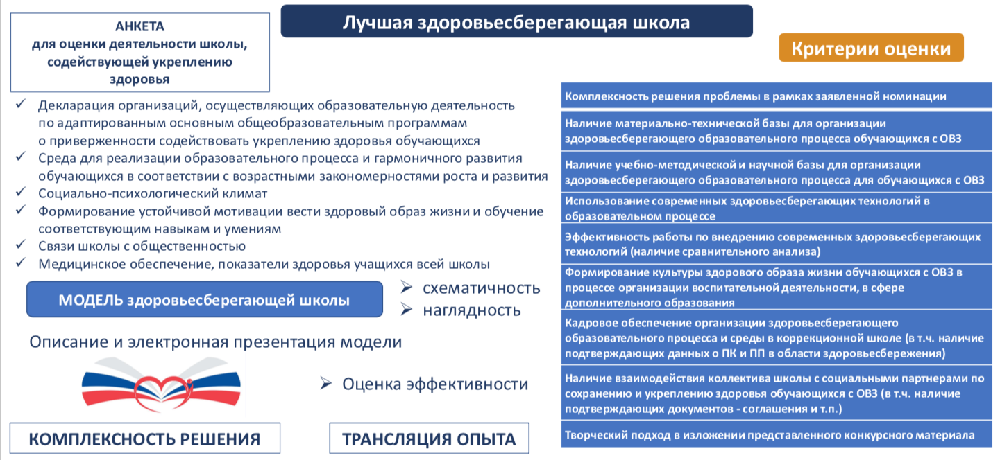 Лучшая здоровьесберегающая школа
АНКЕТА
для оценки деятельности школы,
содействующей укреплению
здоровья
Декларация организаций, осуществляющих образовательную деятельность
по адаптированным основным общеобразовательным программам
о приверженности содействовать укреплению здоровья обучающихся
Среда для реализации образовательного процесса и гармоничного развития
обучающихся в соответствии с возрастными закономерностями роста и развития
Социально-психологический климат
Формирование устойчивой мотивации вести здоровый образ жизни и обучение
соответствующим навыкам и умениям
Связи школы с общественностью
Медицинское обеспечение, показатели здоровья учащихся всей школы
МОДЕЛЬ здоровьесберегающей школы
схематичность
наглядность
Описание и электронная презентация модели
Оценка эффективности
КОМПЛЕКСНОСТЬ РЕШЕНИЯ
ТРАНСЛЯЦИЯ ОПЫТА
Критерии оценки
Комплексность решения проблемы в рамках заявленной номинации
Наличие материально-технической базы для организации
здоровьесберегающего образовательного процесса обучающихся с ОВЗ
Наличие учебно-методической и научной базы для организации
здоровьесберегающего образовательного процесса для обучающихся с ОВЗ
Использование современных здоровьесберегающих технологий в
образовательном процессе
Эффективность работы по внедрению современных здоровьесберегающих
технологий (наличие сравнительного анализа)
Формирование культуры здорового образа жизни обучающихся с ОВЗ в
процессе организации воспитательной деятельности, в сфере
дополнительного образования
Кадровое обеспечение организации здоровьесберегающего
образовательного процесса и среды в коррекционной школе (в т.ч. наличие
подтверждающих данных о ПК и ПП в области здоровьесбережения)
Наличие взаимодействия коллектива школы с социальными партнерами по
сохранению и укреплению здоровья обучающихся с ОВЗ (в т.ч. наличие
подтверждающих документов - соглашения и т.п.)
Творческий подход в изложении представленного конкурсного материала